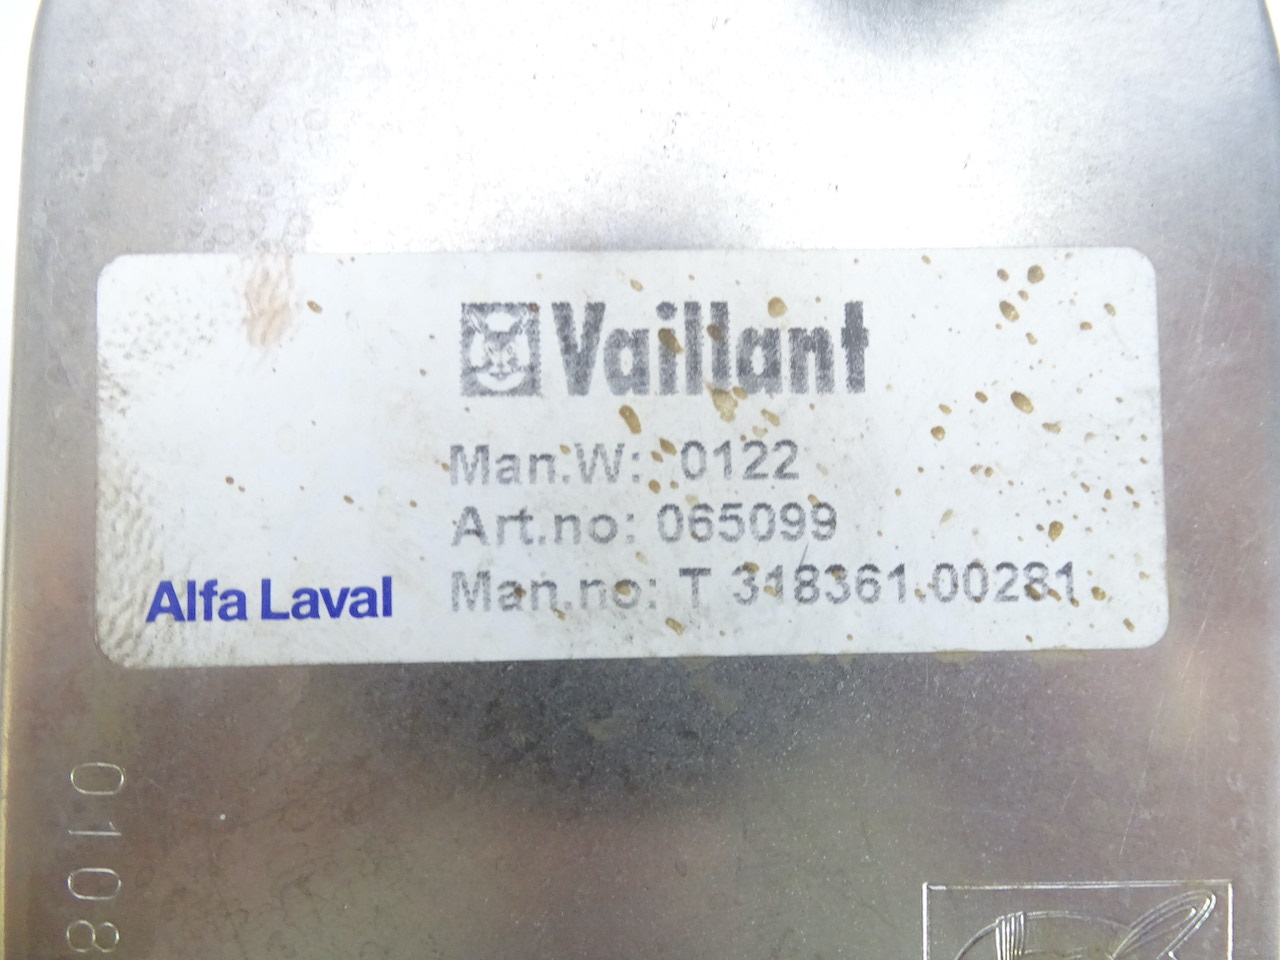 Vaillant
Man.W: 0122
Art.no: 065099
Man.no: T 318361.00281
Alfa Laval
0108